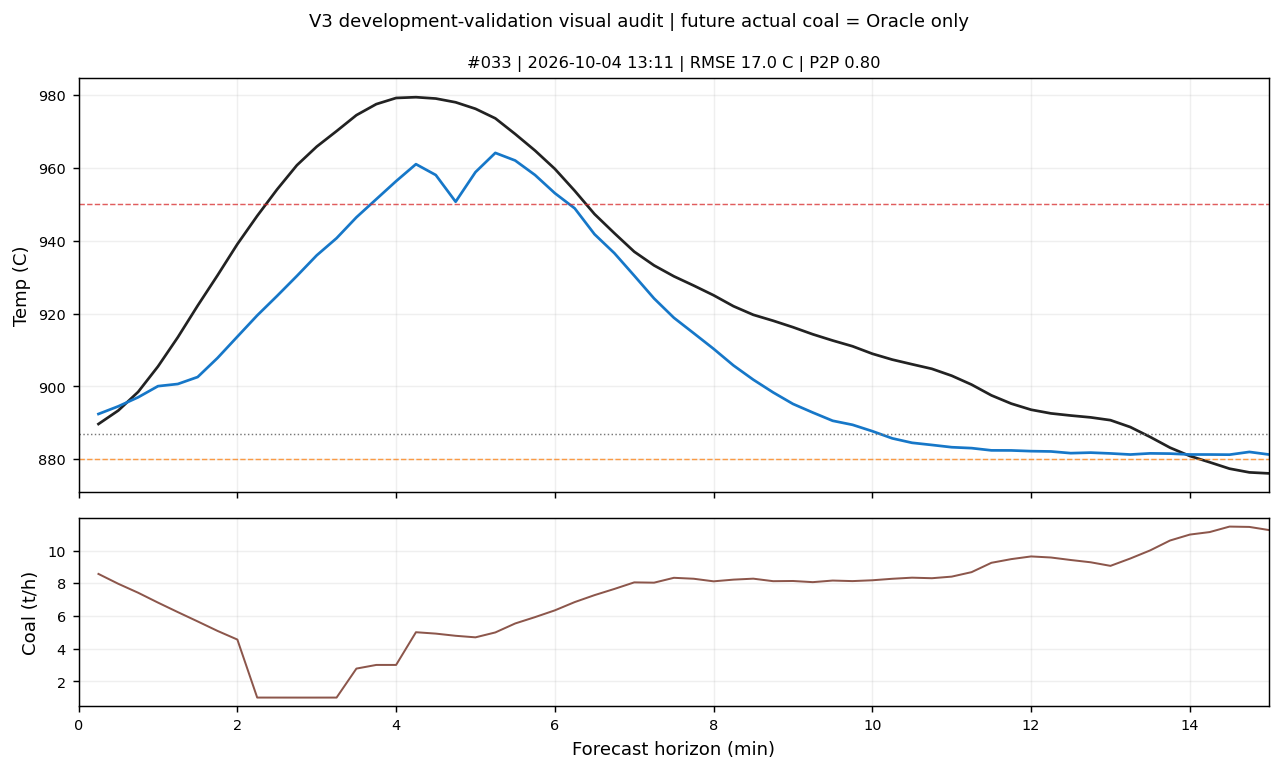 V3 development-validation visual audit | future actual coal = Oracle only
#033 | 2026-10-04 13:11 | RMSE 17.0 C | P2P 0.80
Temp (C)
980
960
940
920
900
880
Coal (t/h)
10
8
6
4
2
0 2 4 6 8 10 12 14
Forecast horizon (min)